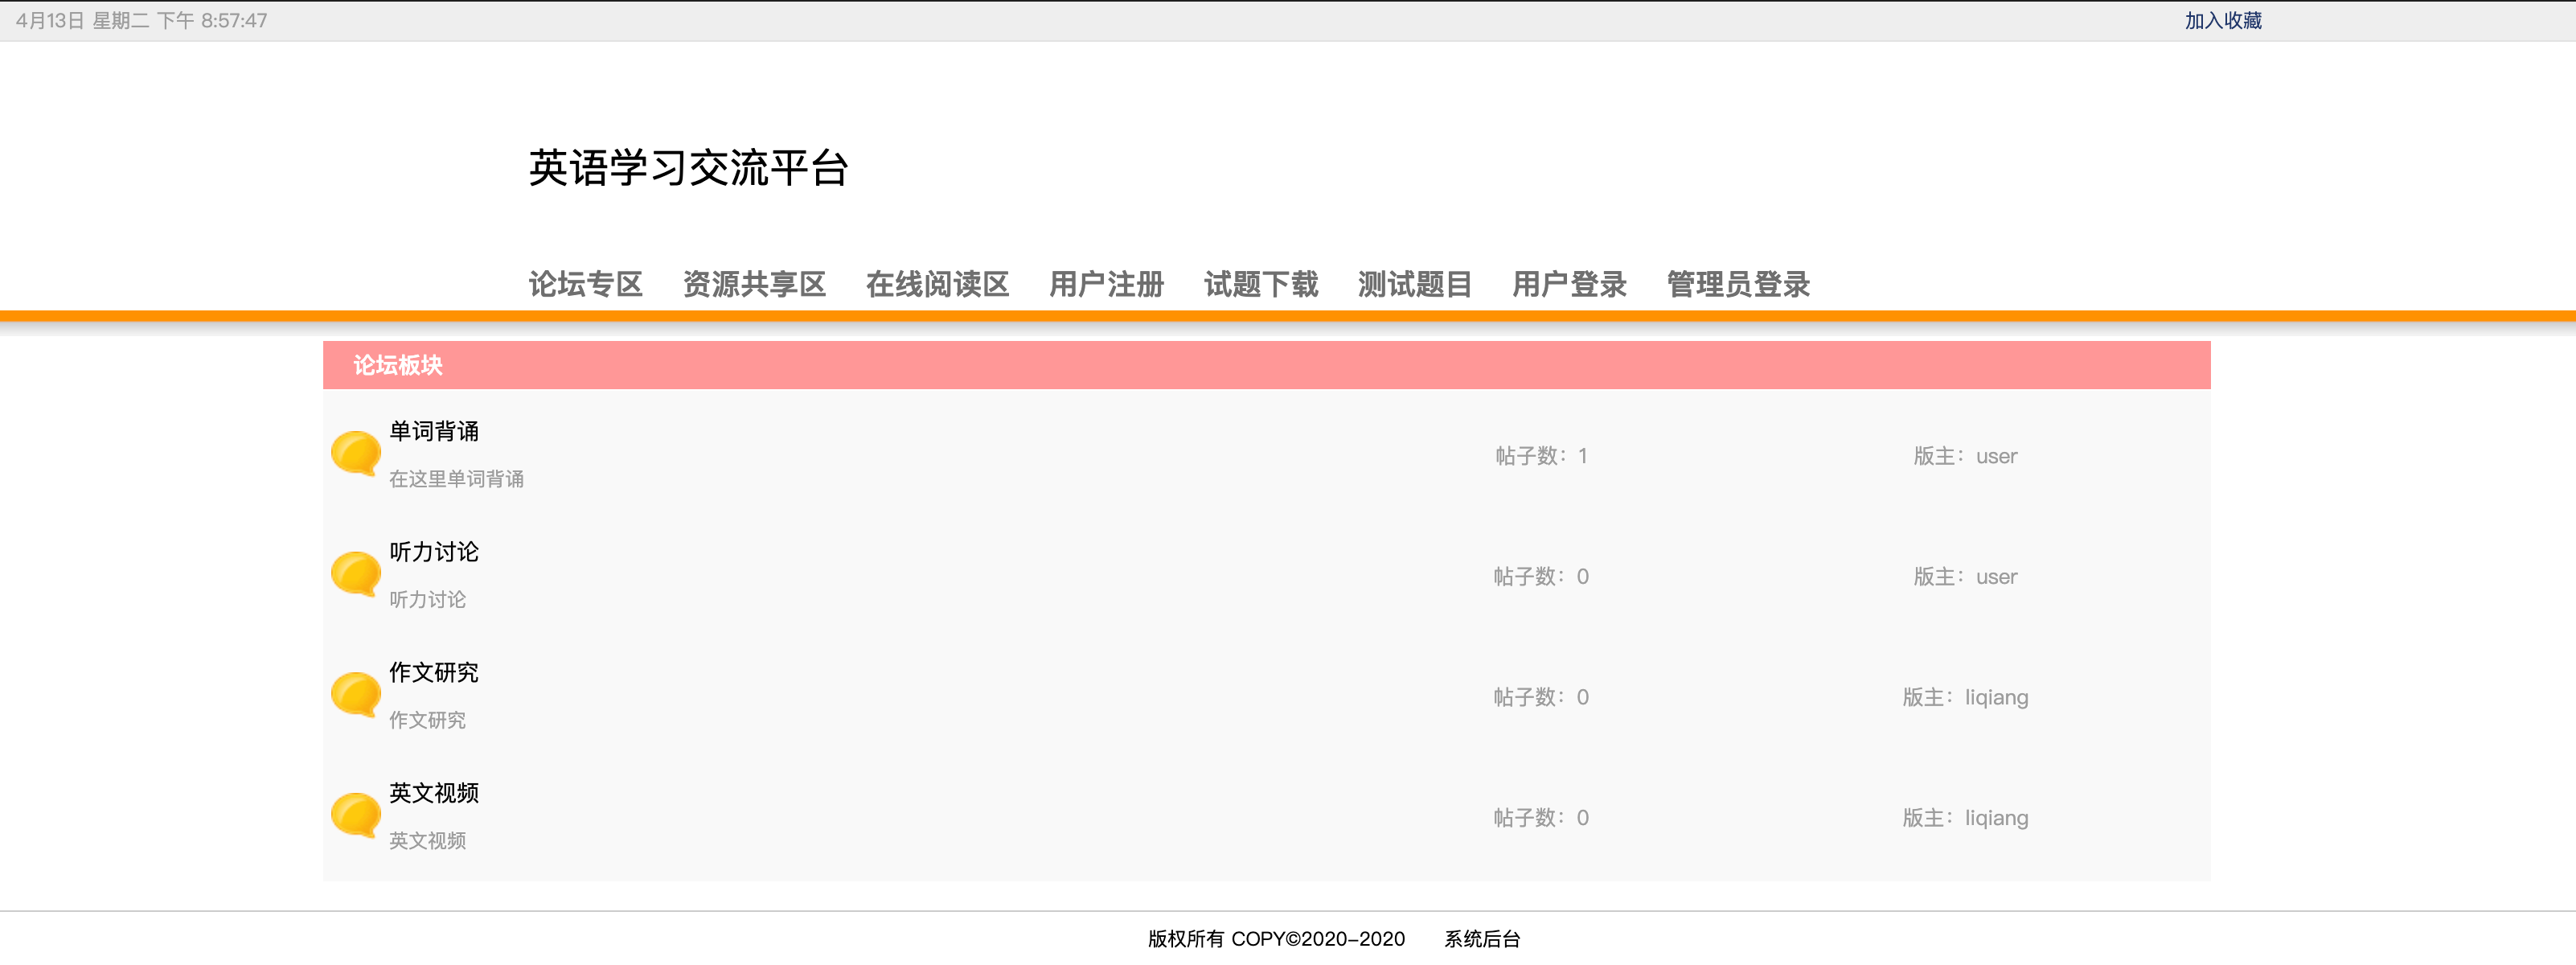 4月13日 星期二 下午 8:57:47 加入收藏
英语学习交流平台
论坛专区 资源共享区 在线阅读区 用户注册 试题下载 测试题目 用户登录 管理员登录
论坛板块
单词背诵
在这里单词背诵
帖子数：1 版主：user
听力讨论
听力讨论
帖子数：0 版主：user
作文研究
作文研究
帖子数：0 版主：liqiang
英文视频
英文视频
帖子数：0 版主：liqiang
版权所有 COPY©2020-2020 系统后台